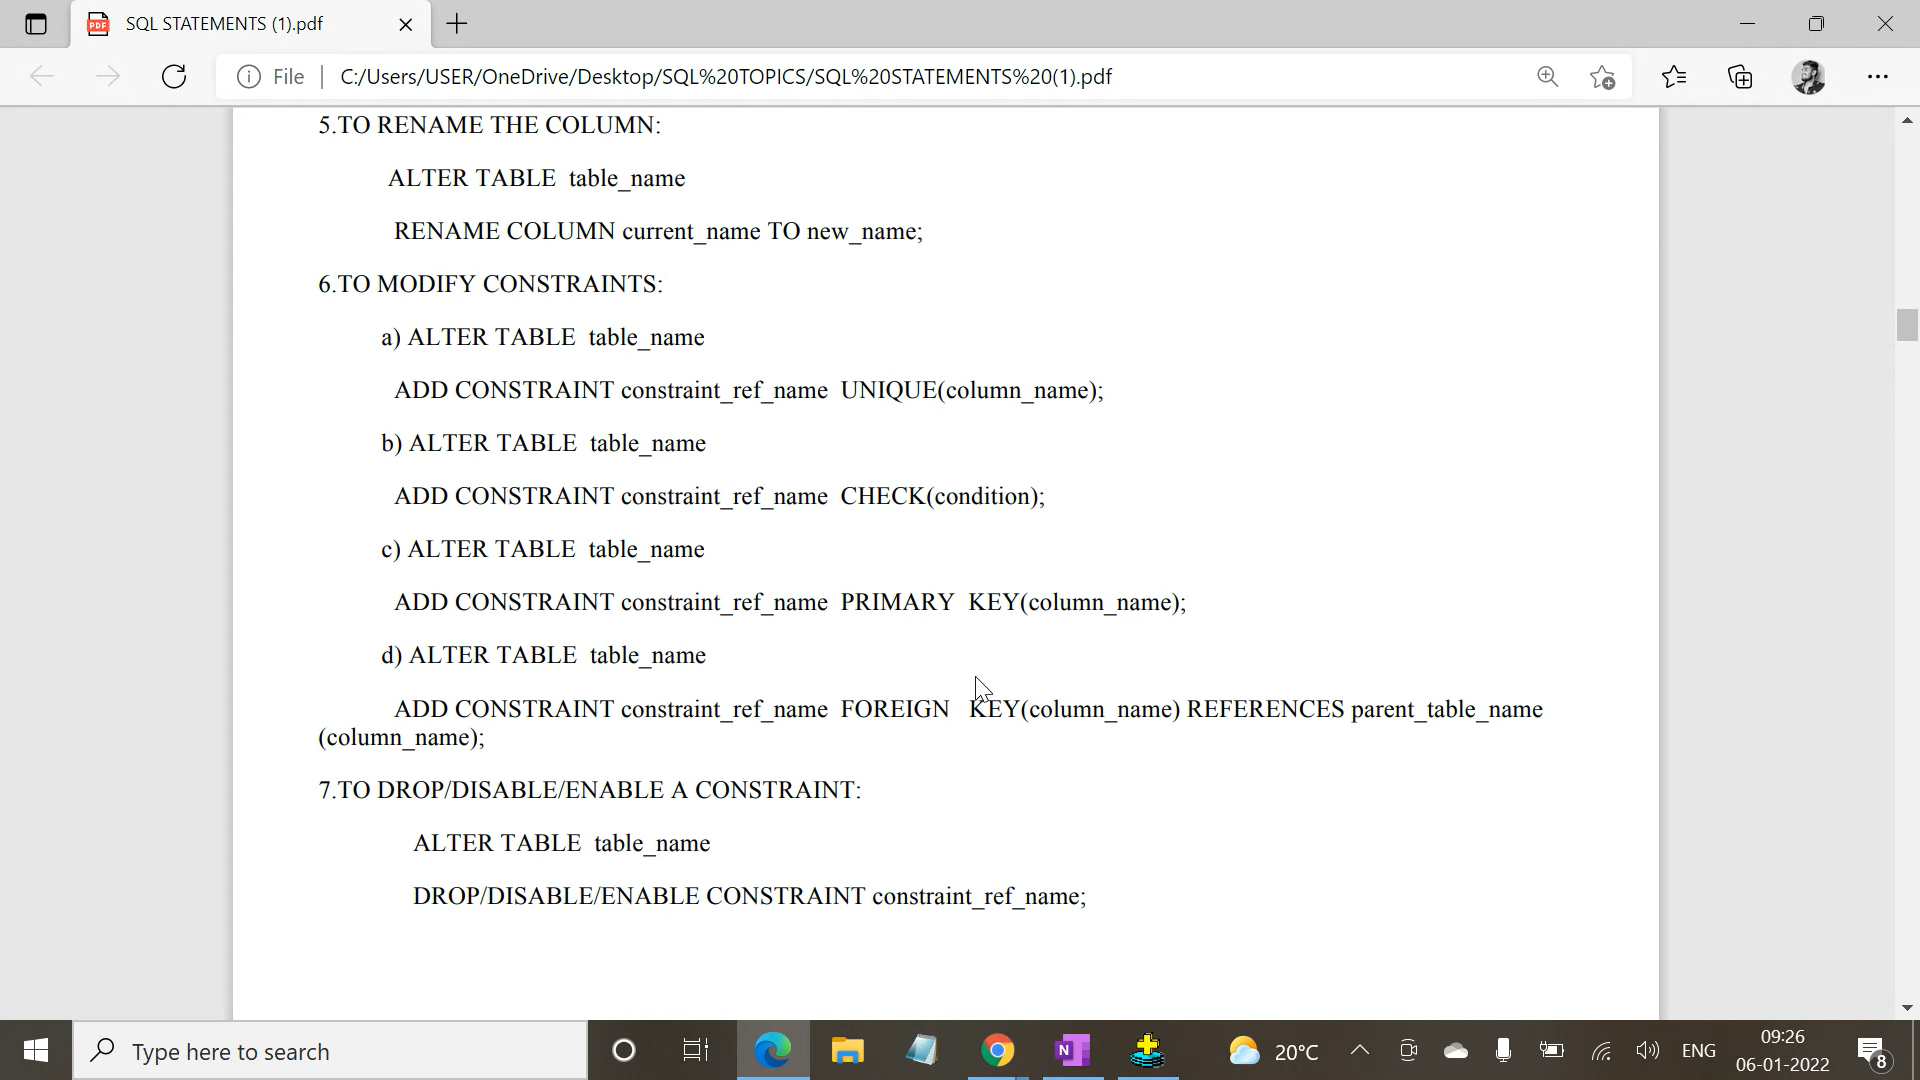 SQL STATEMENTS (1).pdf
File
C:/Users/USER/OneDrive/Desktop/SQL%20TOPICS/SQL%20STATEMENTS%20(1).pdf
5.TO RENAME THE COLUMN:
ALTER TABLE  table_name
RENAME COLUMN current_name TO new_name;
6.TO MODIFY CONSTRAINTS:
a) ALTER TABLE  table_name
ADD CONSTRAINT constraint_ref_name  UNIQUE(column_name);
b) ALTER TABLE  table_name
ADD CONSTRAINT constraint_ref_name  CHECK(condition);
c) ALTER TABLE  table_name
ADD CONSTRAINT constraint_ref_name  PRIMARY  KEY(column_name);
d) ALTER TABLE  table_name
ADD CONSTRAINT constraint_ref_name  FOREIGN   KEY(column_name) REFERENCES parent_table_name
(column_name);
7.TO DROP/DISABLE/ENABLE A CONSTRAINT:
ALTER TABLE  table_name
DROP/DISABLE/ENABLE CONSTRAINT constraint_ref_name;
Type here to search
20°C
ENG
09:26
06-01-2022
8
PDF
N